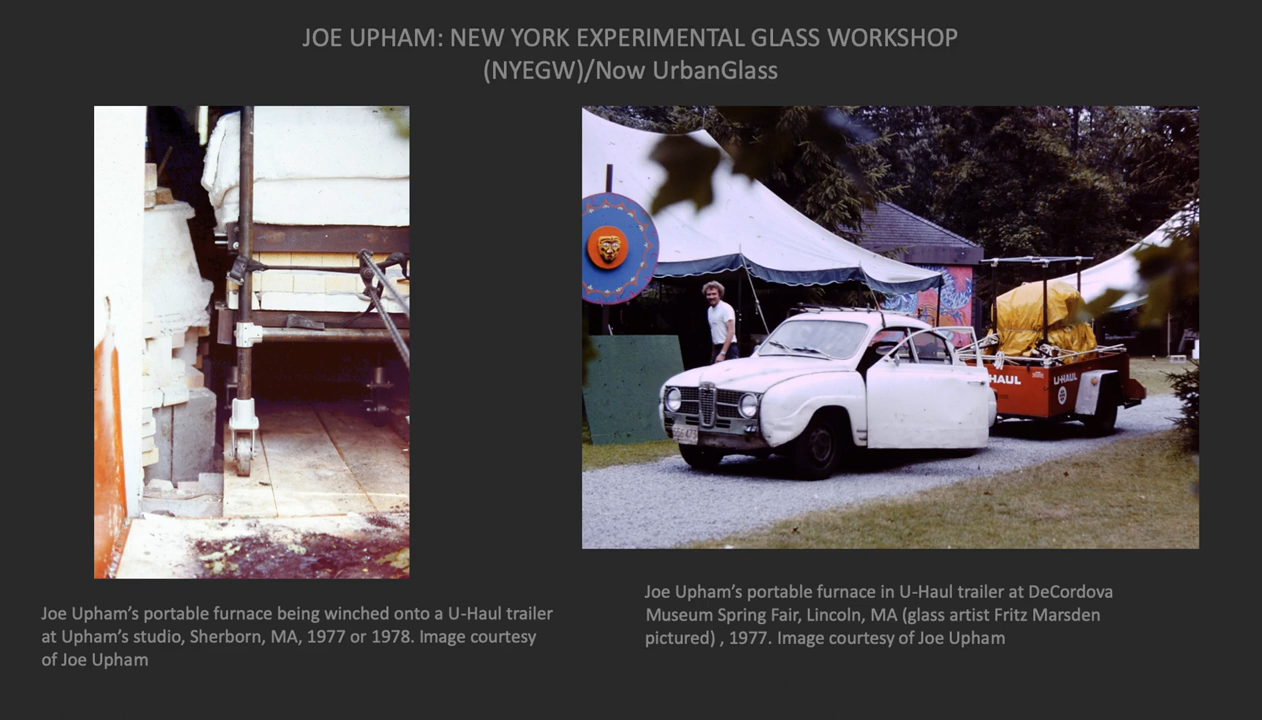 JOE UPHAM: NEW YORK EXPERIMENTAL GLASS WORKSHOP
(NYEGW)/Now UrbanGlass
HAUL
U-HAUL
Joe Upham’s portable furnace being winched onto a U-Haul trailer
at Upham’s studio, Sherborn, MA, 1977 or 1978. Image courtesy
of Joe Upham
Joe Upham’s portable furnace in U-Haul trailer at DeCordova
Museum Spring Fair, Lincoln, MA (glass artist Fritz Marsden
pictured) , 1977. Image courtesy of Joe Upham